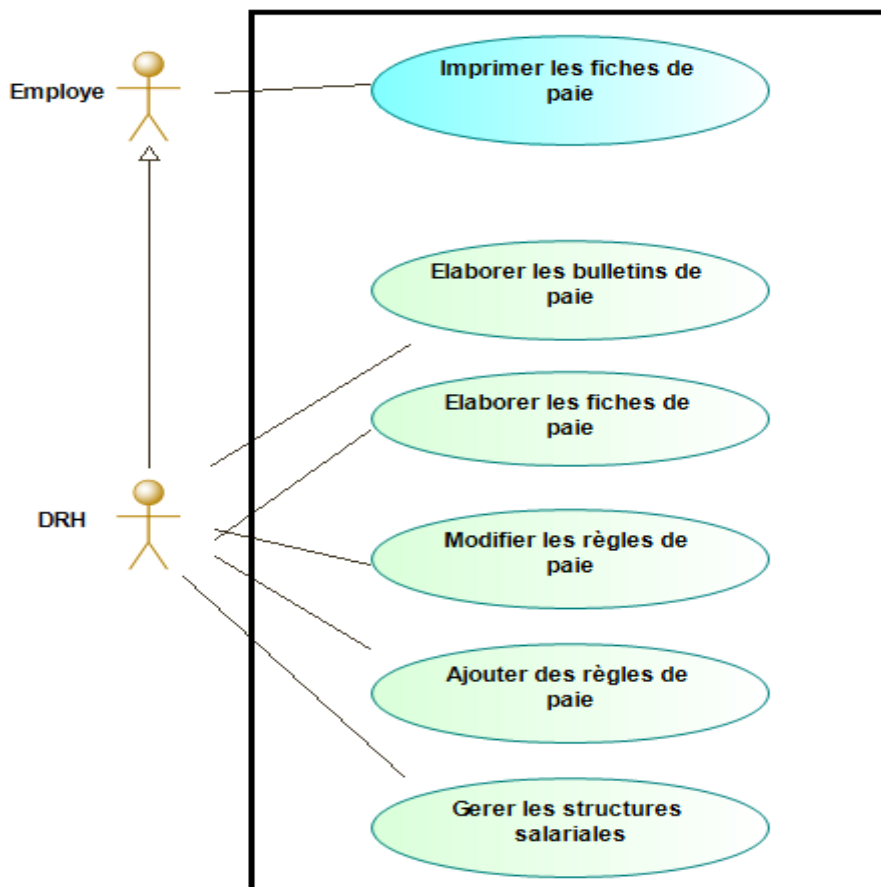 Employe
Imprimer les fiches de
paie
Elaborer les bulletins de
paie
Elaborer les fiches de
paie
DRH
Modifier les règles de
paie
Ajouter des règles de
paie
Gerer les structures
salariales